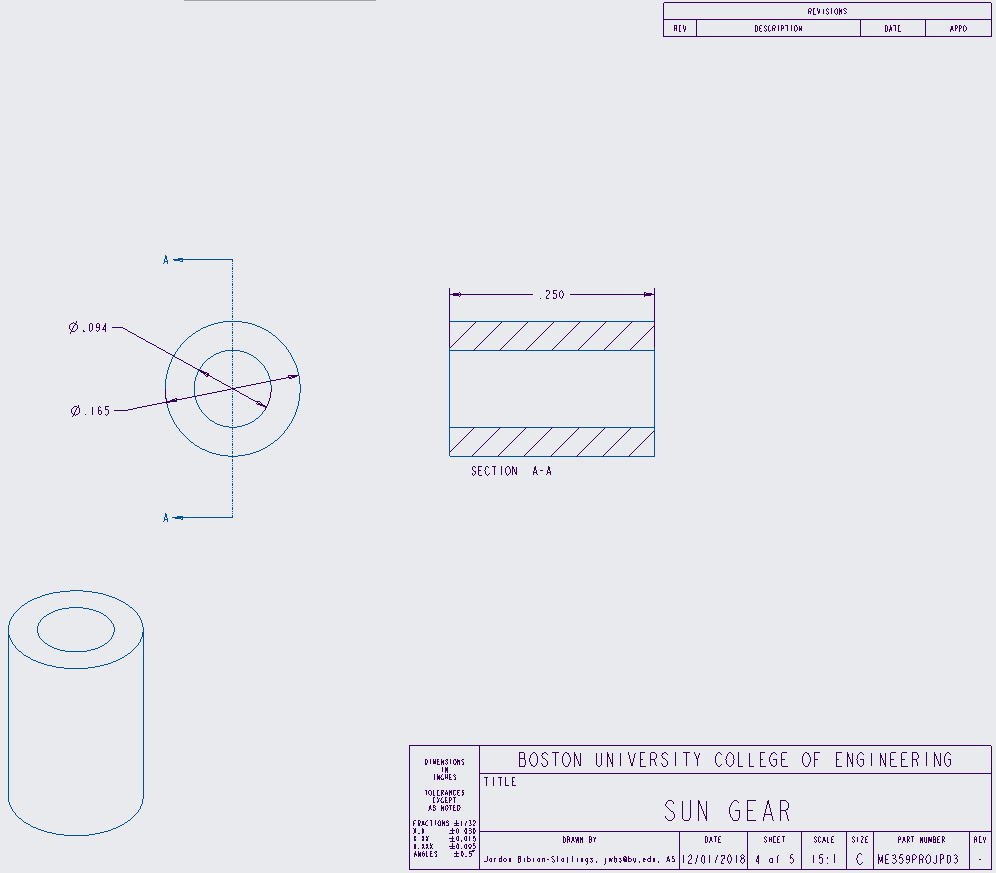 REVISIONS
REV DESCRIPTION DATE APPD
A
.250
Ø.094
Ø.165
SECTION A-A
A
BOSTON UNIVERSITY COLLEGE OF ENGINEERING
DIMENSIONS
IN
INCHES
TITLE
TOLERANCES
EXCEPT
AS NOTED
SUN GEAR
FRACTIONS ±1/32
X.X ±0.030
X.XX ±0.015
X.XXX ±0.005
ANGLES ±0.5°
DRAWN BY DATE SHEET SCALE SIZE PART NUMBER REV
Jordon Bibian-Stallings, jwbs@bu.edu, A5 12/01/2018 4 of 5 15:1 C ME359PROJP03 -